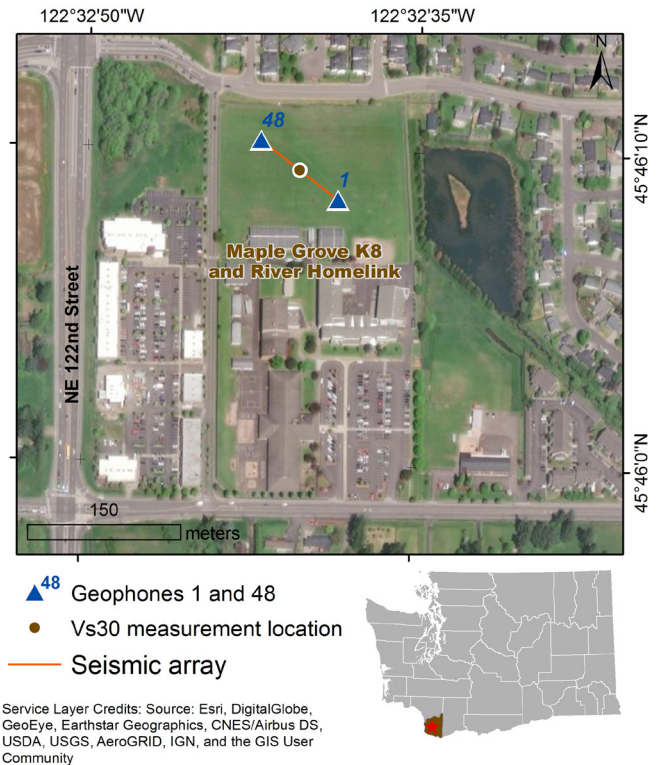 122°32'50"W
122°32'35"W
N
48
1
45°46'10"N
Maple Grove K8
and River Homelink
NE 122nd Street
45°46'0"N
150
meters
48
Geophones 1 and 48
Vs30 measurement location
Seismic array
Service Layer Credits: Source: Esri, DigitalGlobe,
GeoEye, Earthstar Geographics, CNES/Airbus DS,
USDA, USGS, AeroGRID, IGN, and the GIS User
Community